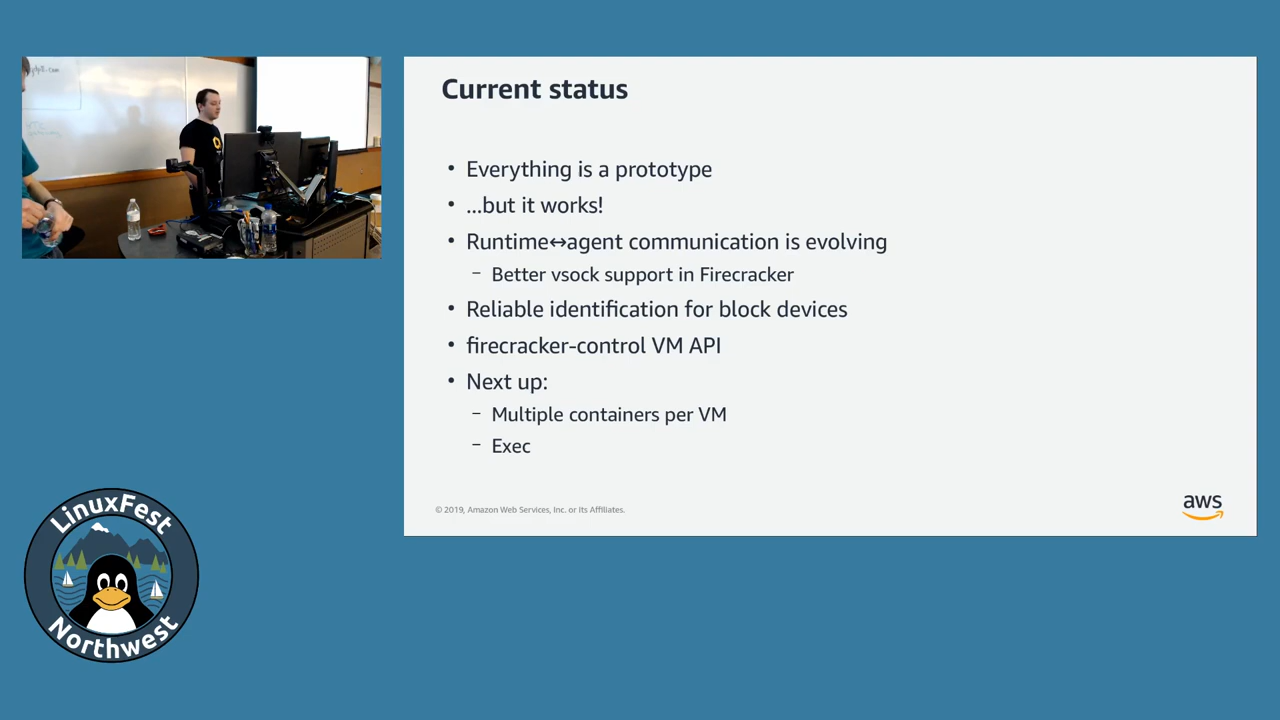 Current status
• Everything is a prototype
• ...but it works!
• Runtime↔agent communication is evolving
– Better vsock support in Firecracker
• Reliable identification for block devices
• firecracker-control VM API
• Next up:
– Multiple containers per VM
– Exec
© 2019, Amazon Web Services, Inc. or its Affiliates.
aws
LinuxFest
Northwest